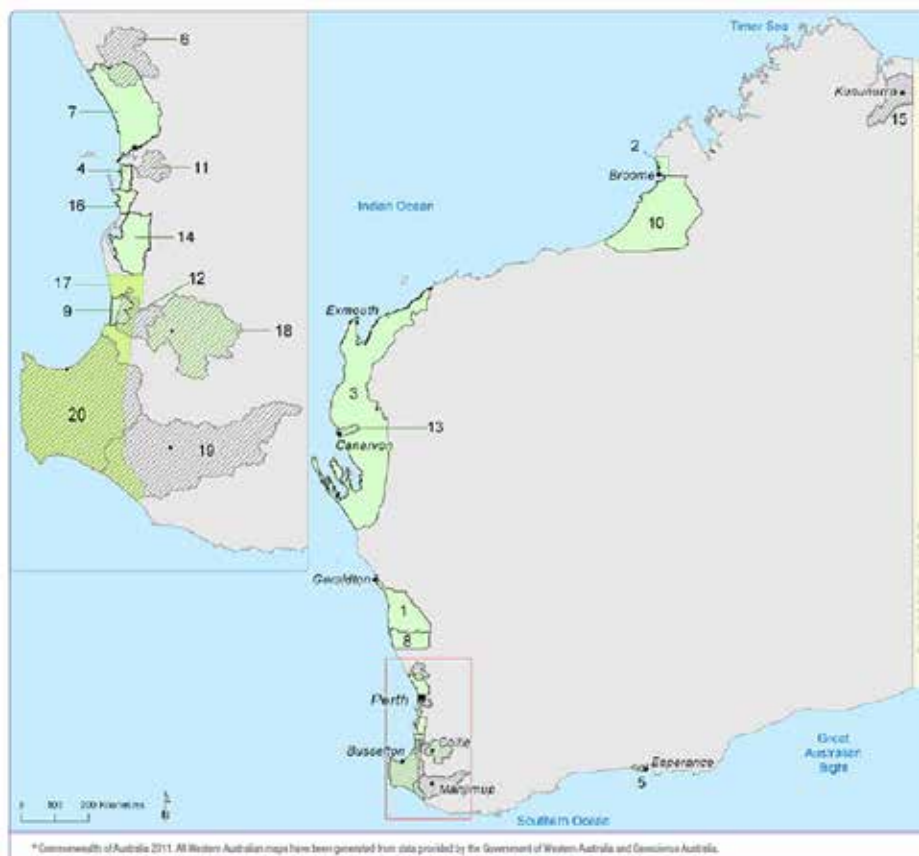 Timor Sea
6
Kununurra
15
7
2
Broome
4
11
16
Indian Ocean
10
14
17
12
Exmouth
9
18
3
20
13
Canarvon
19
Geraldton
1
8
Perth
Busselton
Collie
Great
Australian
Bight
Esperance
5
Manjimup
0 100 200 Kilometres
Southern Ocean
© Commonwealth of Australia 2011. All Western Australian maps have been generated from data provided by the Government of Western Australia and Geoscience Australia.